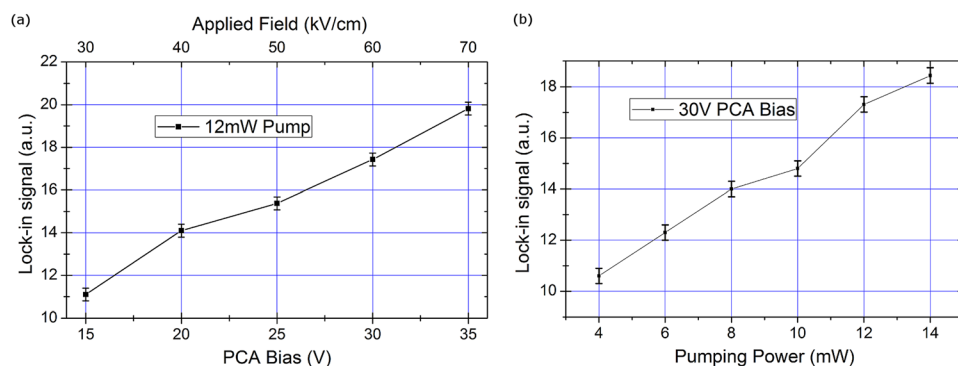 (a)
Applied Field (kV/cm)
30 40 50 60 70
22
20
18
16
14
12
10
Lock-in signal (a.u.)
12mW Pump
15 20 25 30 35
PCA Bias (V)
(b)
18
16
14
12
10
Lock-in signal (a.u.)
30V PCA Bias
4 6 8 10 12 14
Pumping Power (mW)